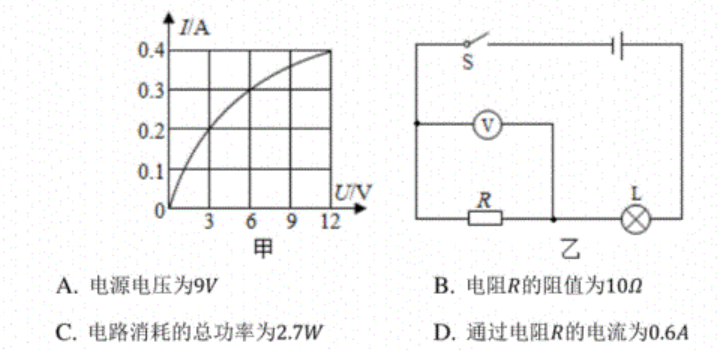 I/A
0.4
0.3
0.2
0.1
0
3 6 9 12
U/V
甲
S
V
R
L
乙
A. 电源电压为9V
B. 电阻R的阻值为10Ω
C. 电路消耗的总功率为2.7W
D. 通过电阻R的电流为0.6A